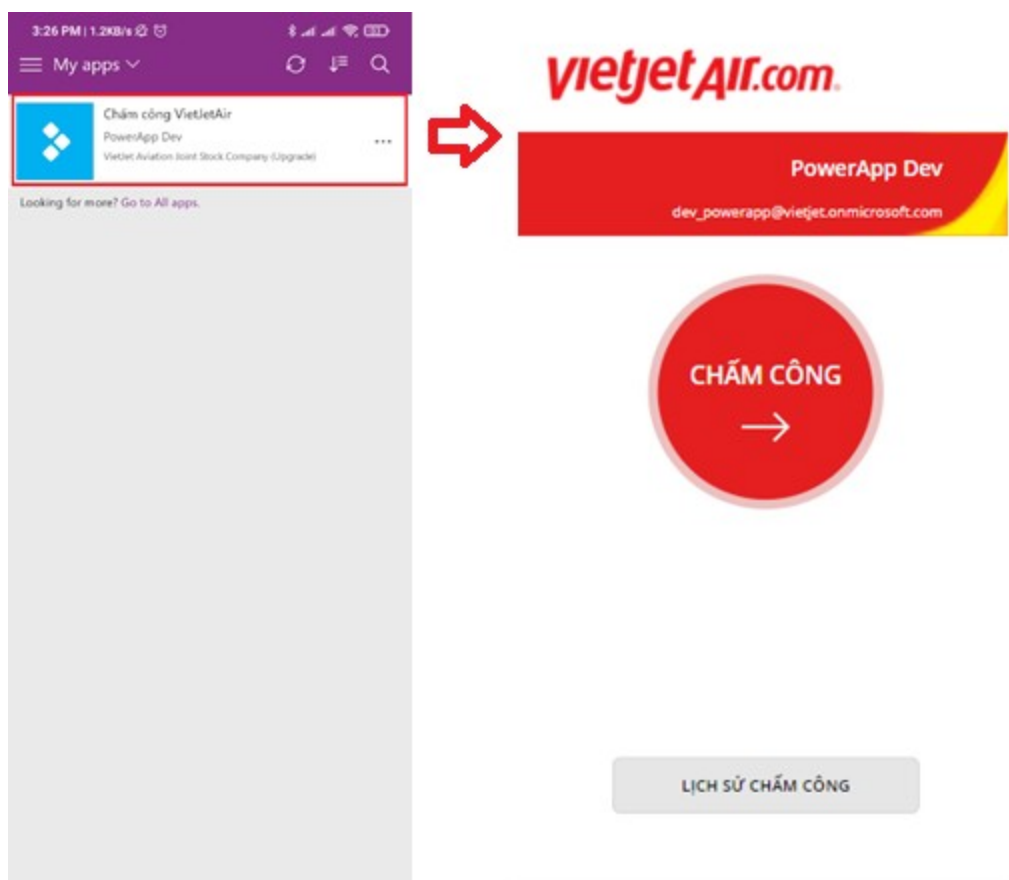 3:26 PM | 1.2KB/s
My apps
Chấm công VietJetAir
PowerApp Dev
Vietjet Aviation Joint Stock Company (Upgrade)
Looking for more? Go to All apps.
vietjetAir.com
PowerApp Dev
dev_powerapp@vietjet.onmicrosoft.com
CHẤM CÔNG
LỊCH SỬ CHẤM CÔNG